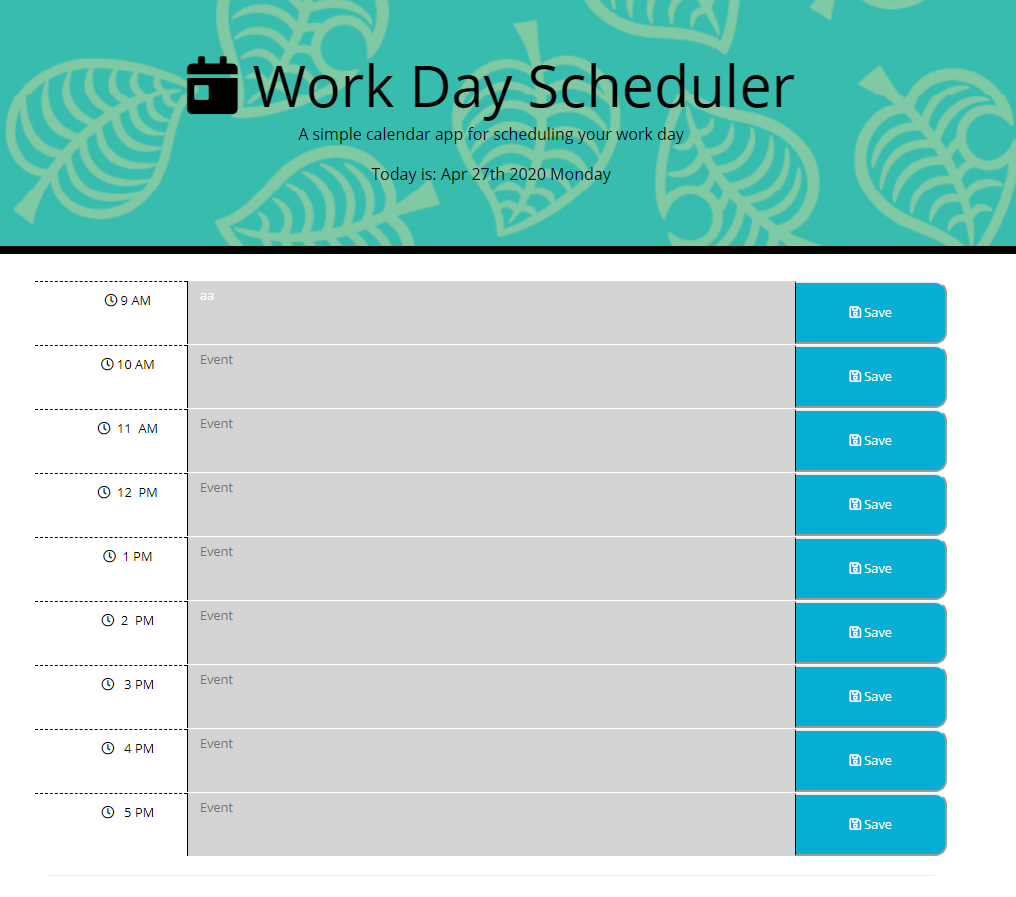 Work Day Scheduler
A simple calendar app for scheduling your work day
Today is: Apr 27th 2020 Monday
9 AM aa Save
10 AM Event Save
11 AM Event Save
12 PM Event Save
1 PM Event Save
2 PM Event Save
3 PM Event Save
4 PM Event Save
5 PM Event Save